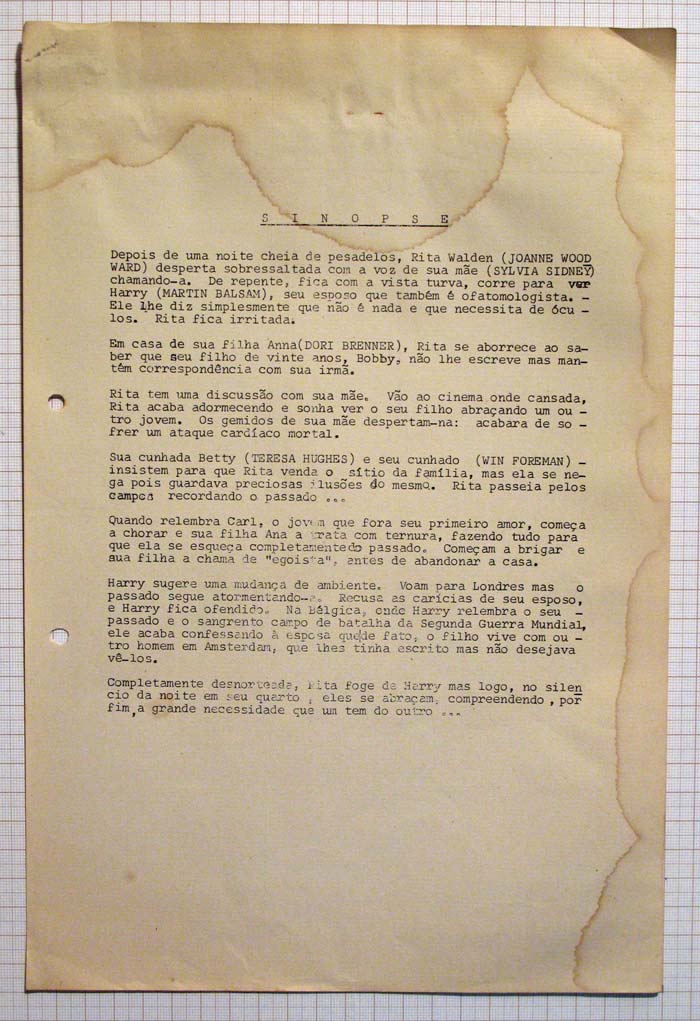 S I N O P S E
Depois de uma noite cheia de pesadelos, Rita Walden (JOANNE WOOD
WARD) desperta sobressaltada com a voz de sua mãe (SYLVIA SIDNEY)
chamando-a. De repente, fica com a vista turva, corre para ver
Harry (MARTIN BALSAM), seu esposo que também é ofatomologista. -
Ele lhe diz simplesmente que não é nada e que necessita de ócu -
los. Rita fica irritada.
Em casa de sua filha Anna(DORI BRENNER), Rita se aborrece ao sa-
ber que seu filho de vinte anos, Bobby, não lhe escreve mas man-
têm correspondência com sua irmã.
Rita tem uma discussão com sua mãe. Vão ao cinema onde cansada,
Rita acaba adormecendo e sonha ver o seu filho abraçando um ou -
tro jovem. Os gemidos de sua mãe despertam-na: acabara de so -
frer um ataque cardíaco mortal.
Sua cunhada Betty (TERESA HUGHES) e seu cunhado (WIN FOREMAN) -
insistem para que Rita venda o sítio da família, mas ela se ne-
ga pois guardava preciosas ilusões do mesmo. Rita passeia pelos
campos recordando o passado ...
Quando relembra Carl, o jovem que fora seu primeiro amor, começa
a chorar e sua filha Ana a trata com ternura, fazendo tudo para
que ela se esqueça completamentedo passado. Começam a brigar e
sua filha a chama de "egoista", antes de abandonar a casa.
Harry sugere uma mudança de ambiente. Voam para Londres mas o
passado segue atormentando-a. Recusa as carícias de seu esposo,
e Harry fica ofendido. Na Bélgica, onde Harry relembra o seu -
passado e o sangrento campo de batalha da Segunda Guerra Mundial,
ele acaba confessando à esposa que de fato, o filho vive com ou -
tro homem em Amsterdam, que lhes tinha escrito mas não desejava
vê-los.
Completamente desnorteada, Rita foge de Harry mas logo, no silen
cio da noite em seu quarto , eles se abraçam, compreendendo , por
fim,a grande necessidade que um tem do outro ...